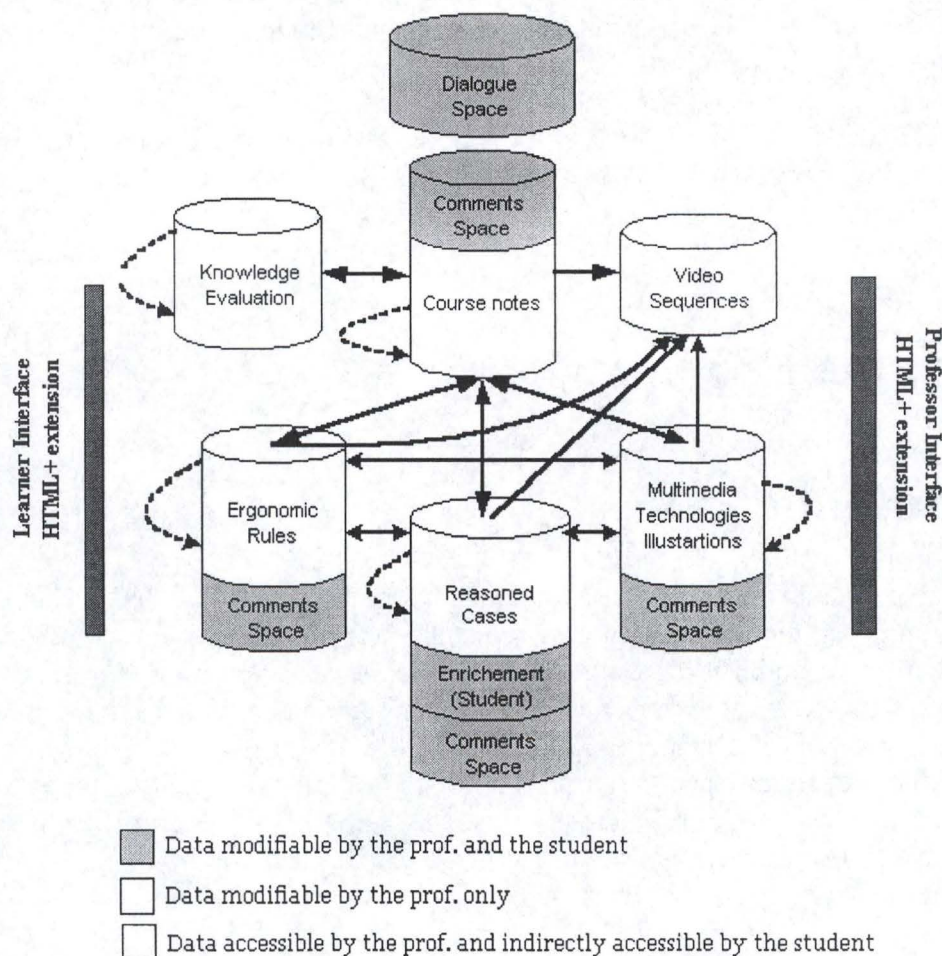 Dialogue
Space
Comments
Space
Knowledge
Evaluation
Course notes
Video
Sequences
Learner Interface
HTML+ extension
Professor Interface
HTML+ extension
Ergonomic
Rules
Comments
Space
Reasoned
Cases
Enrichement
(Student)
Comments
Space
Multimedia
Technologies
Illustartions
Comments
Space
Data modifiable by the prof. and the student
Data modifiable by the prof. only
Data accessible by the prof. and indirectly accessible by the student